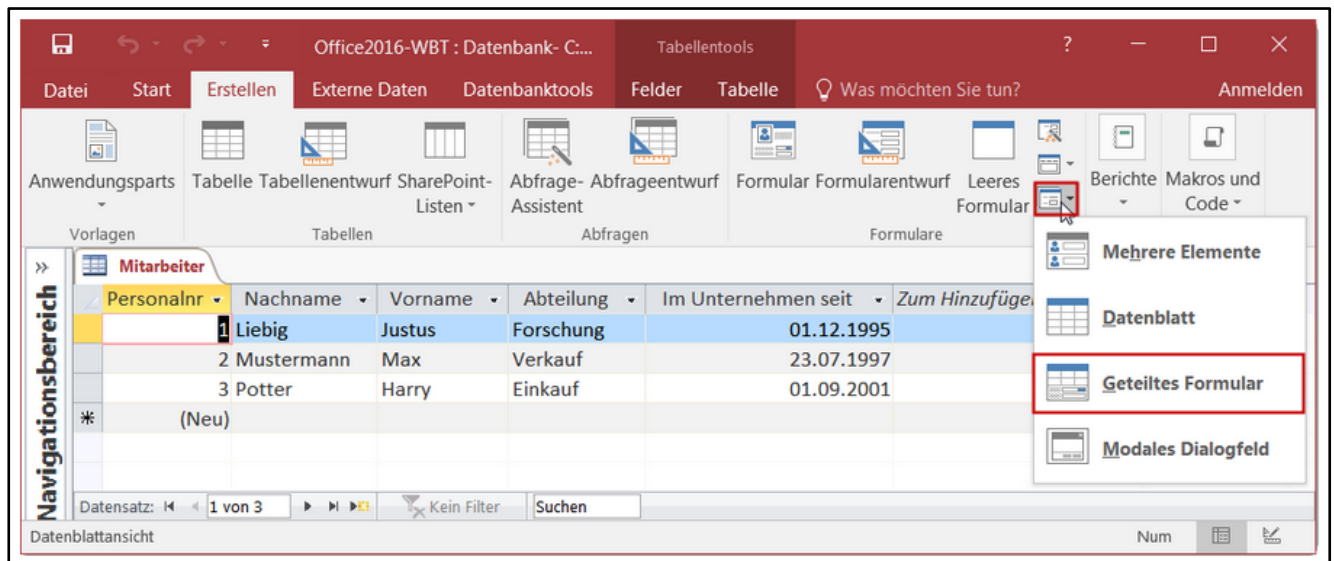 Office2016-WBT : Datenbank- C:... Tabellentools ?
Datei Start Erstellen Externe Daten Datenbanktools Felder Tabelle Was möchten Sie tun? Anmelden
Anwendungsparts Tabelle Tabellenentwurf SharePoint- Abfrage- Abfrageentwurf Formular Formularentwurf Leeres Berichte Makros und
Listen Assistent Formular Code
Vorlagen Tabellen Abfragen Formulare
Mehrere Elemente
Datenblatt
Geteiltes Formular
Modales Dialogfeld
»
Navigationsbereich
Mitarbeiter
Personalnr Nachname Vorname Abteilung Im Unternehmen seit Zum Hinzufüge
1 Liebig Justus Forschung 01.12.1995
2 Mustermann Max Verkauf 23.07.1997
3 Potter Harry Einkauf 01.09.2001
(Neu)
Datensatz: 1 von 3 Kein Filter Suchen
Datenblattansicht Num